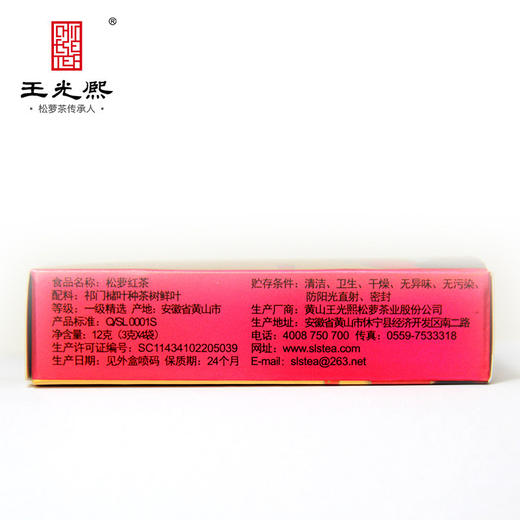 CHINESE TEA
®
王光熙
·松萝茶传承人·
食品名称：松萝红茶
配料：祁门槠叶种茶树鲜叶
等级：一级精选 产地：安徽省黄山市
产品标准：Q/SL 0001S
净含量：12克（3克X4袋）
生产许可证编号：SC11434102205039
生产日期：见外盒喷码 保质期：24个月
贮存条件：清洁、卫生、干燥、无异味、无污染、
防阳光直射、密封
生产厂商：黄山王光熙松萝茶业股份公司
生产地址：安徽省黄山市休宁县经济开发区南二路
电话：4008 750 700 传真：0559-7533318
网址：www.slstea.com
E-mail：slstea@263.net